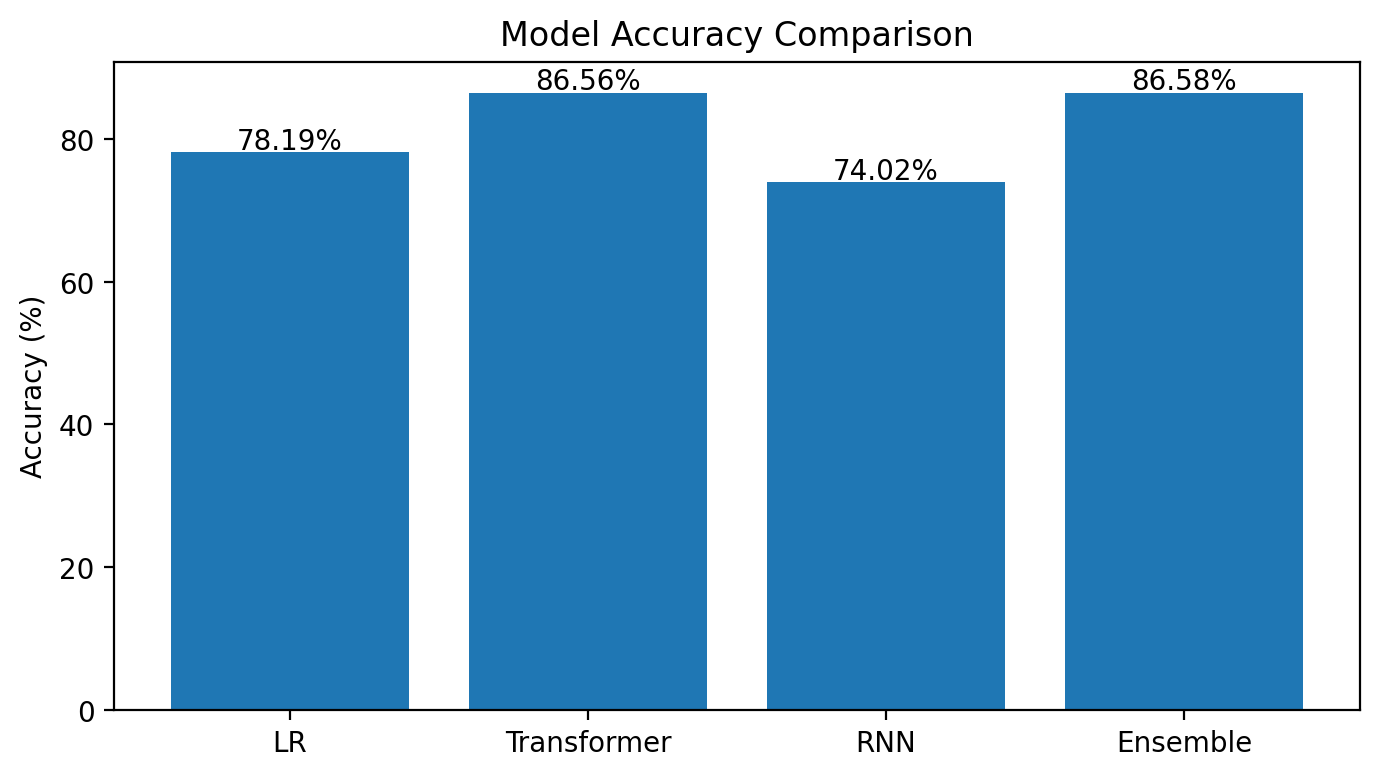 Model Accuracy Comparison
86.56%
86.58%
78.19%
74.02%
80
60
40
20
0
Accuracy (%)
LR
Transformer
RNN
Ensemble